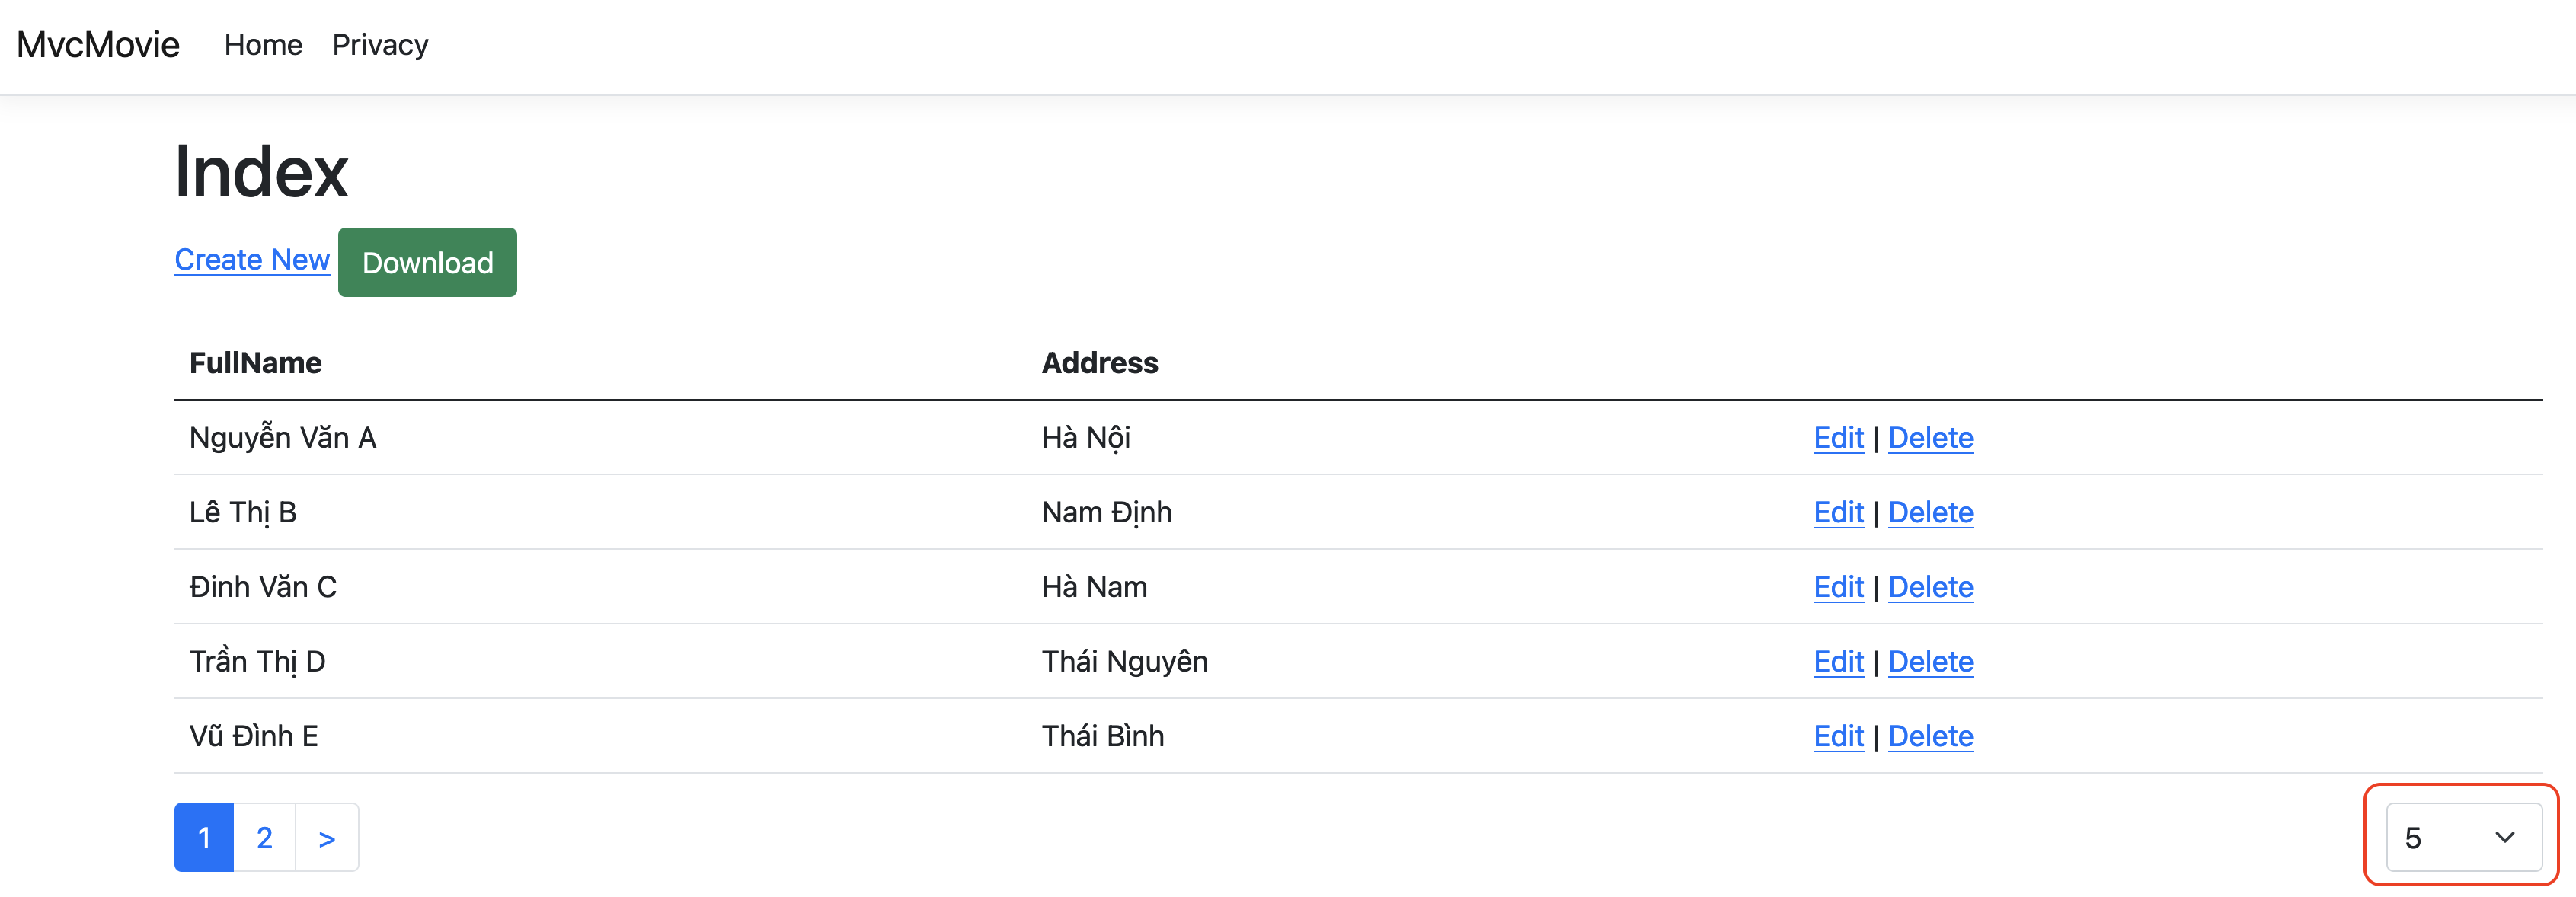 MvcMovie Home Privacy
Index
Create New Download
FullName Address
Nguyễn Văn A Hà Nội Edit | Delete
Lê Thị B Nam Định Edit | Delete
Đinh Văn C Hà Nam Edit | Delete
Trần Thị D Thái Nguyên Edit | Delete
Vũ Đình E Thái Bình Edit | Delete
1 2 > 5